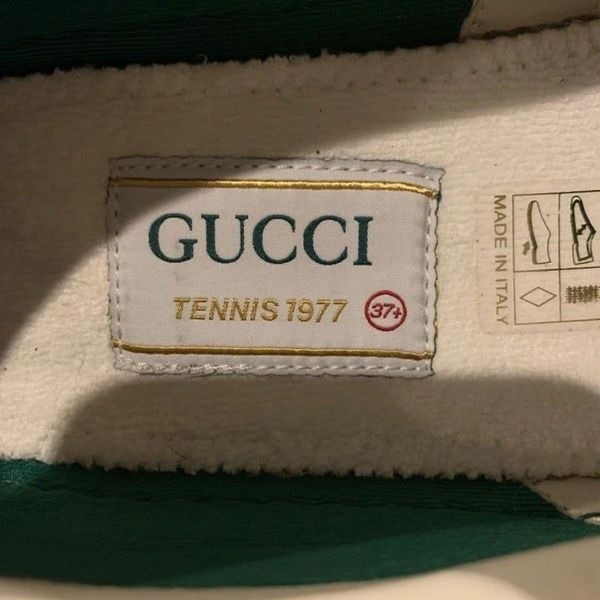 GUCCI
TENNIS 1977 37+
MADE IN ITALY